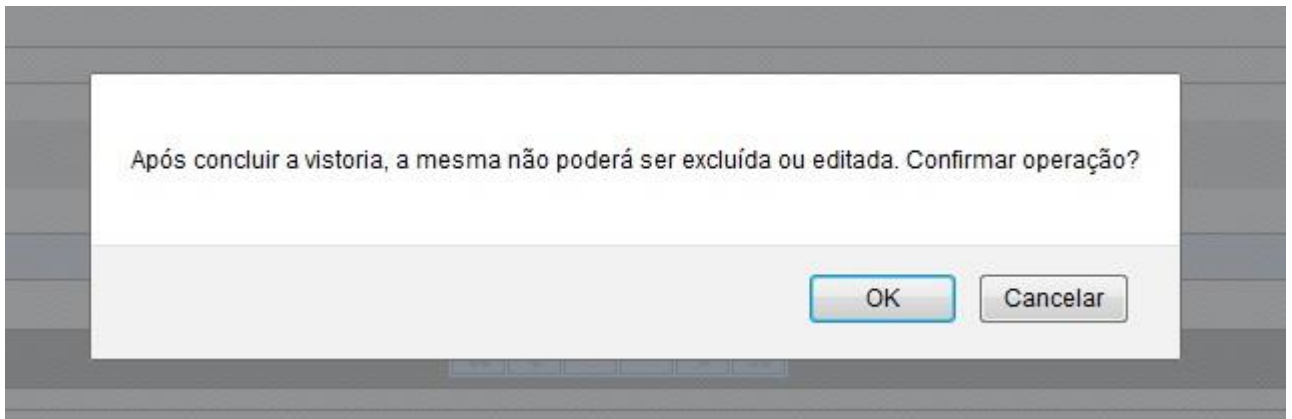 Após concluir a vistoria, a mesma não poderá ser excluída ou editada. Confirmar operação?
OK
Cancelar